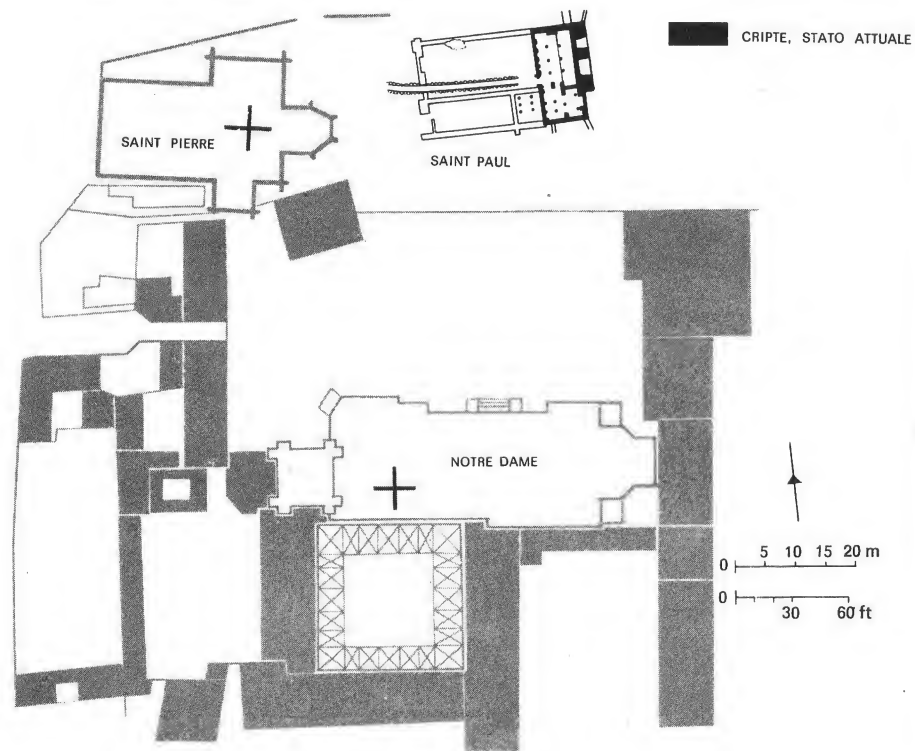 CRIPTE, STATO ATTUALE
SAINT PIERRE
SAINT PAUL
NOTRE DAME
0 5 10 15 20 m
0 30 60 ft